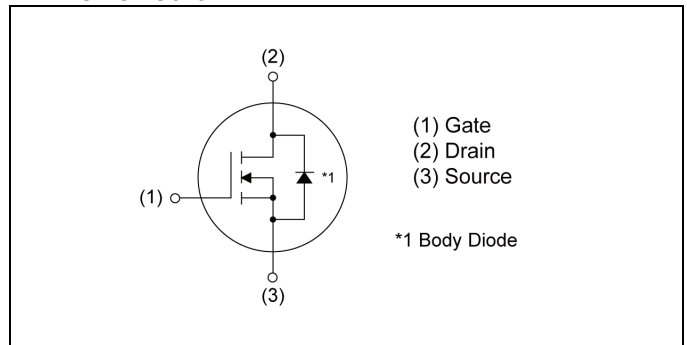 (2)
(1) Gate
(2) Drain
(3) Source
*1
(1)
*1 Body Diode
(3)